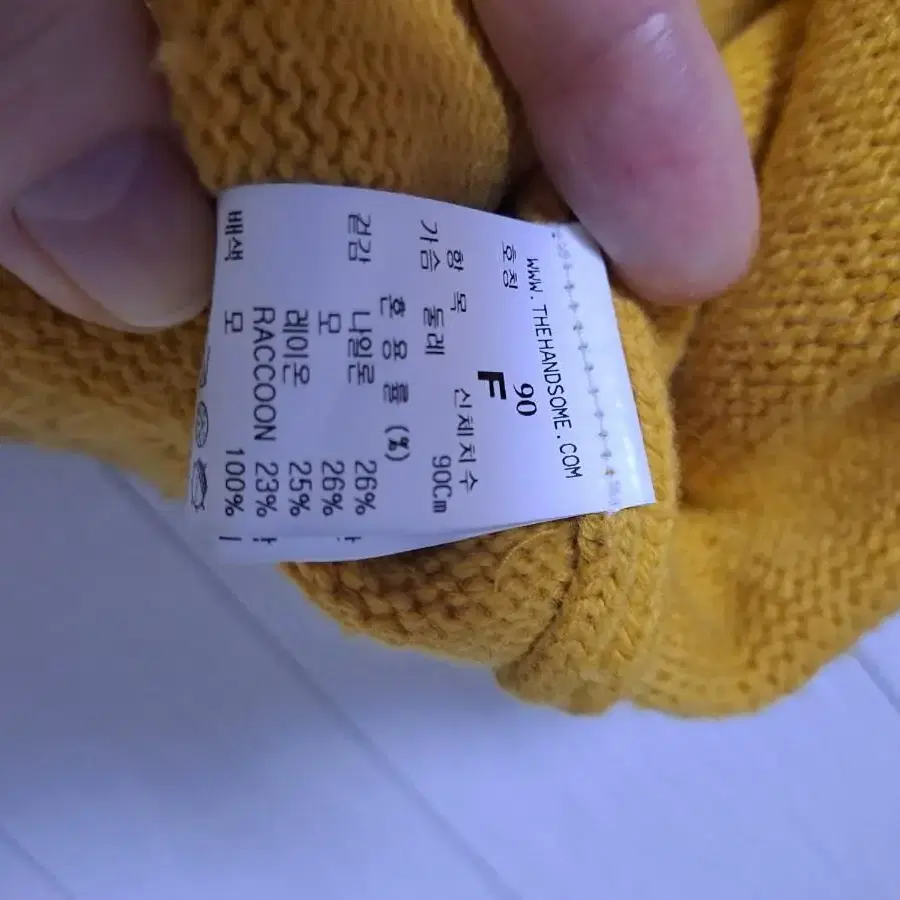 WWW.THEHANDSOME.COM
호칭 90
F
항목 신체치수
가슴둘레 90Cm
혼용률 (%)
겉감 나일론 26%
모 26%
레이온 25%
RACCOON 23%
배색 모 100%